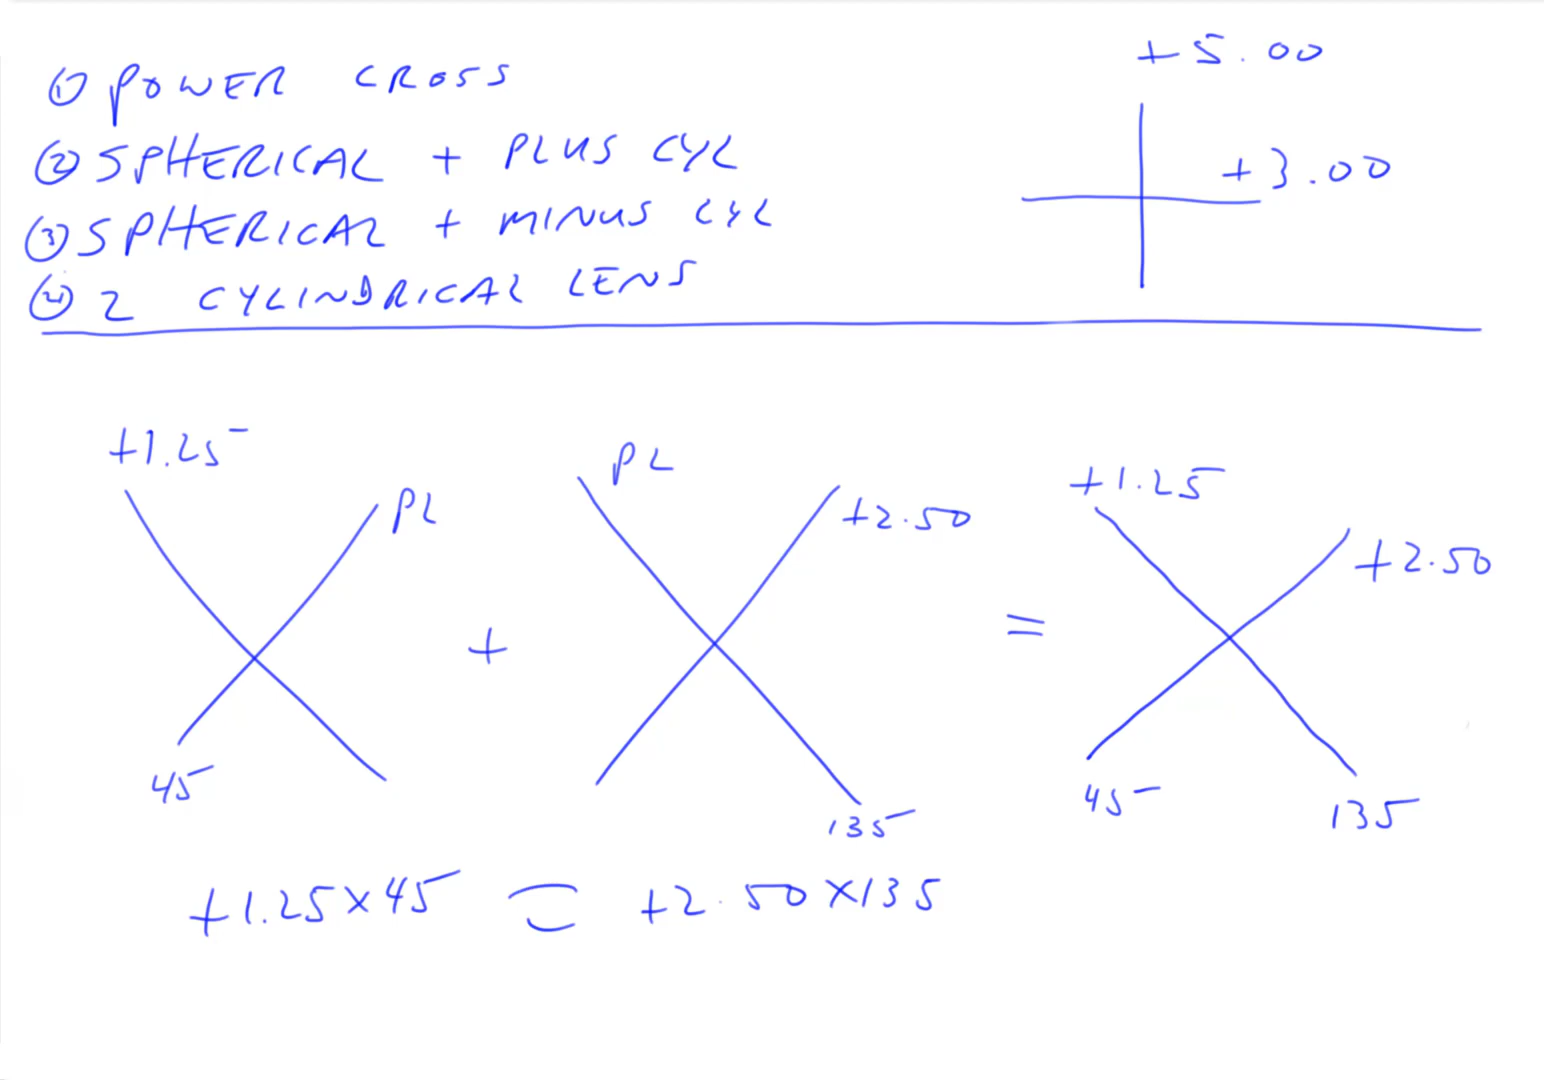 ① POWER CROSS
② SPHERICAL + PLUS CYL
③ SPHERICAL + MINUS CYL
④ 2 CYLINDRICAL LENS
+5.00
+3.00
+1.25
PL
45
+
PL
+2.50
135
=
+1.25
+2.50
45
135
+1.25×45 ⁐ +2.50×135